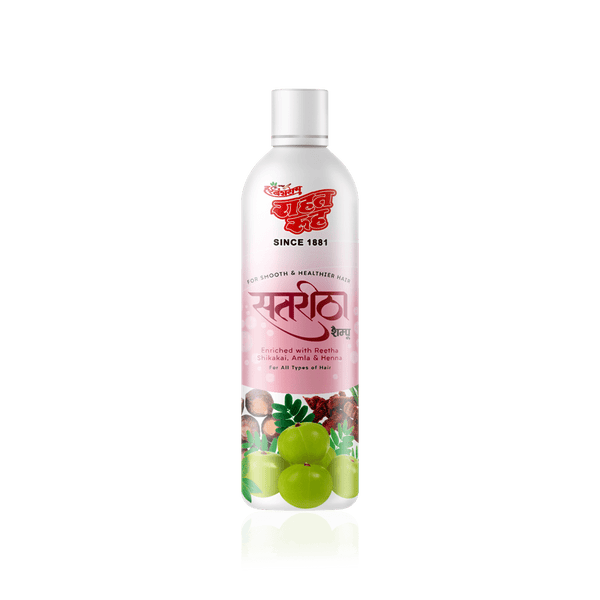 राहत
रूह
SINCE 1881
FOR SMOOTH & HEALTHIER HAIR
सतरीठा
शैम्पू
Enriched with Reetha
Shikakai, Amla & Henna
For All Types of Hair